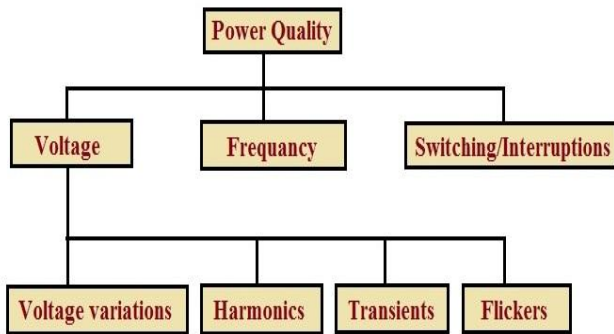 Power Quality
Voltage
Frequancy
Switching/Interruptions
Voltage variations
Harmonics
Transients
Flickers